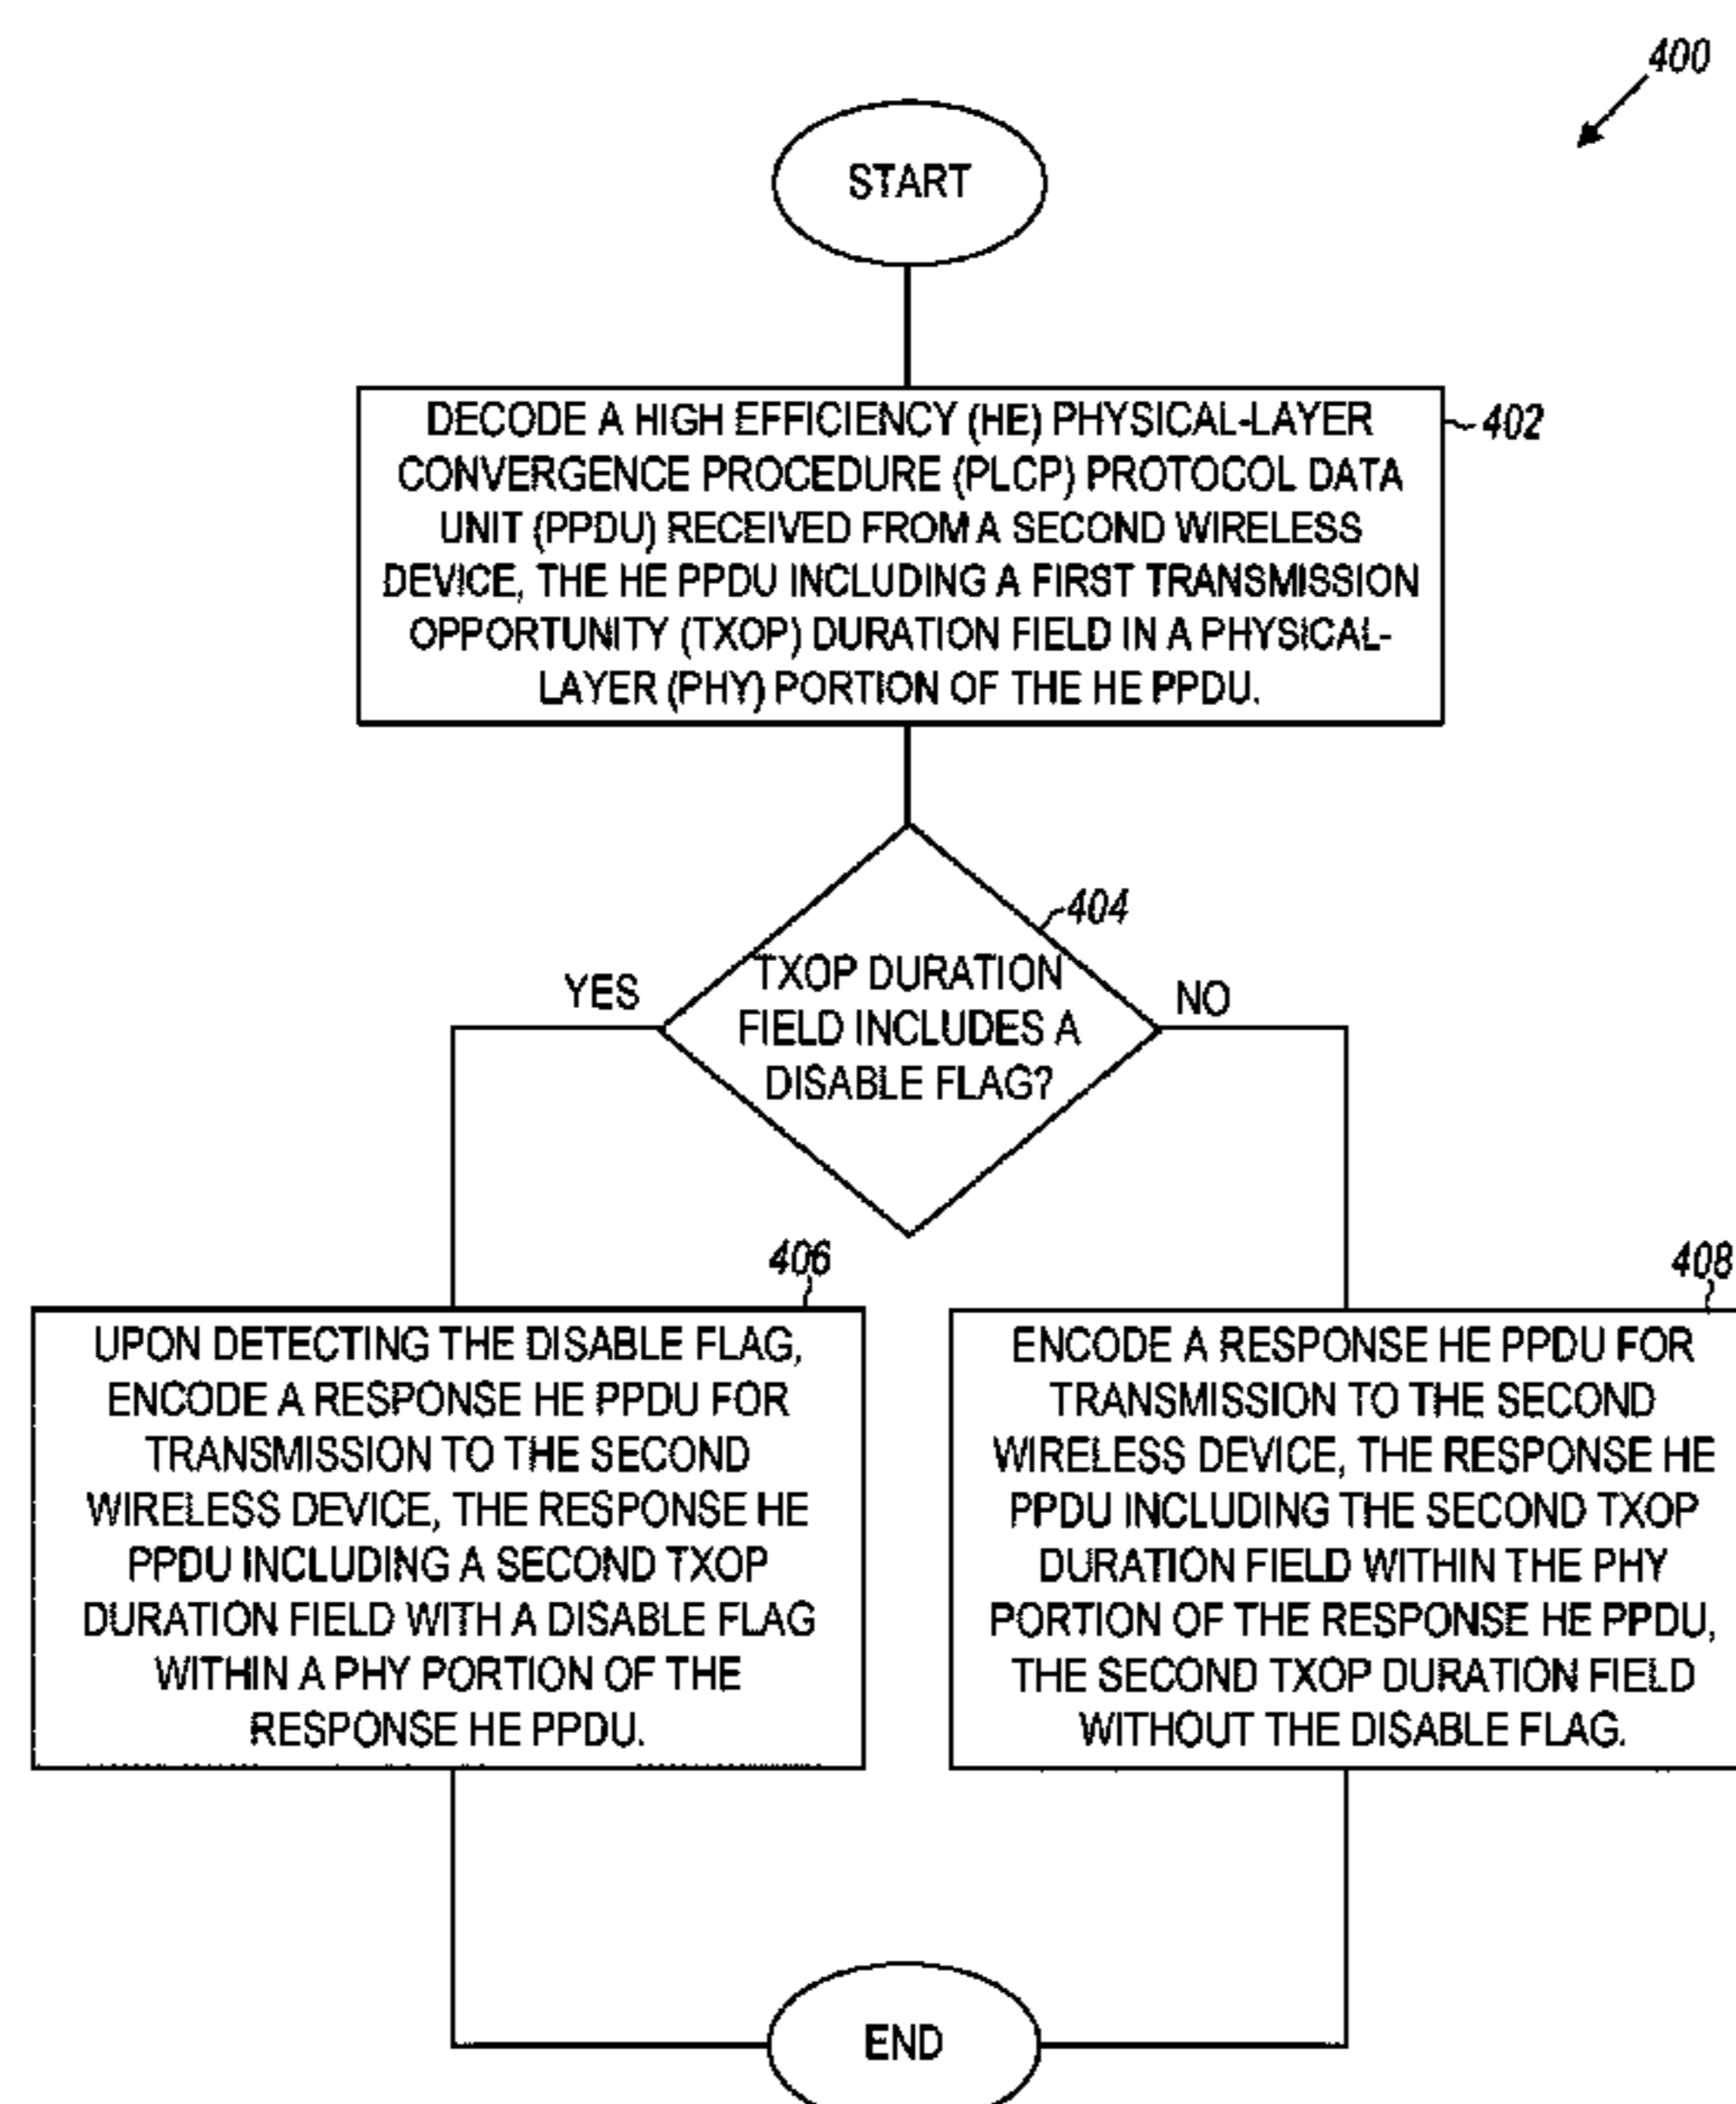 400
START
DECODE A HIGH EFFICIENCY (HE) PHYSICAL-LAYER
CONVERGENCE PROCEDURE (PLCP) PROTOCOL DATA
UNIT (PPDU) RECEIVED FROM A SECOND WIRELESS
DEVICE, THE HE PPDU INCLUDING A FIRST TRANSMISSION
OPPORTUNITY (TXOP) DURATION FIELD IN A PHYSICAL-
LAYER (PHY) PORTION OF THE HE PPDU.
402
404
TXOP DURATION
FIELD INCLUDES A
DISABLE FLAG?
YES
NO
406
UPON DETECTING THE DISABLE FLAG,
ENCODE A RESPONSE HE PPDU FOR
TRANSMISSION TO THE SECOND
WIRELESS DEVICE, THE RESPONSE HE
PPDU INCLUDING A SECOND TXOP
DURATION FIELD WITH A DISABLE FLAG
WITHIN A PHY PORTION OF THE
RESPONSE HE PPDU.
408
ENCODE A RESPONSE HE PPDU FOR
TRANSMISSION TO THE SECOND
WIRELESS DEVICE, THE RESPONSE HE
PPDU INCLUDING THE SECOND TXOP
DURATION FIELD WITHIN THE PHY
PORTION OF THE RESPONSE HE PPDU,
THE SECOND TXOP DURATION FIELD
WITHOUT THE DISABLE FLAG.
END